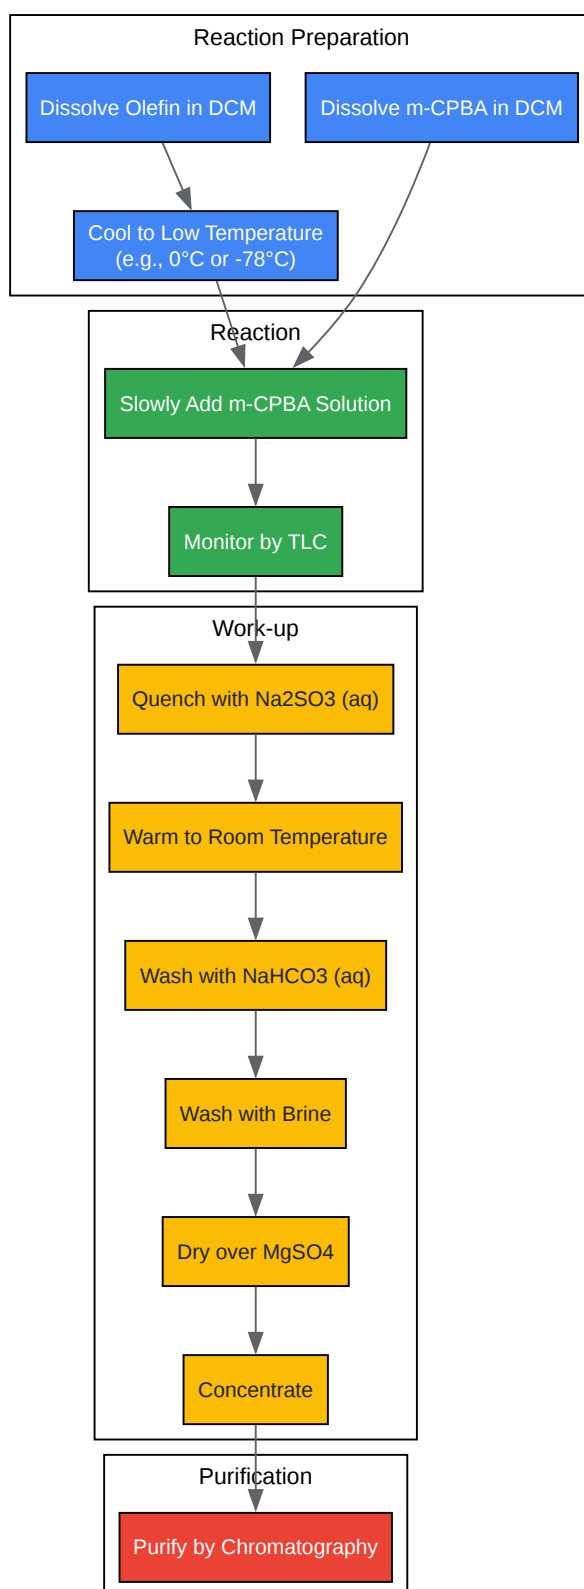 Reaction Preparation
Dissolve Olefin in DCM
Dissolve m-CPBA in DCM
Cool to Low Temperature
(e.g., 0°C or -78°C)
Reaction
Slowly Add m-CPBA Solution
Monitor by TLC
Work-up
Quench with Na2SO3 (aq)
Warm to Room Temperature
Wash with NaHCO3 (aq)
Wash with Brine
Dry over MgSO4
Concentrate
Purification
Purify by Chromatography